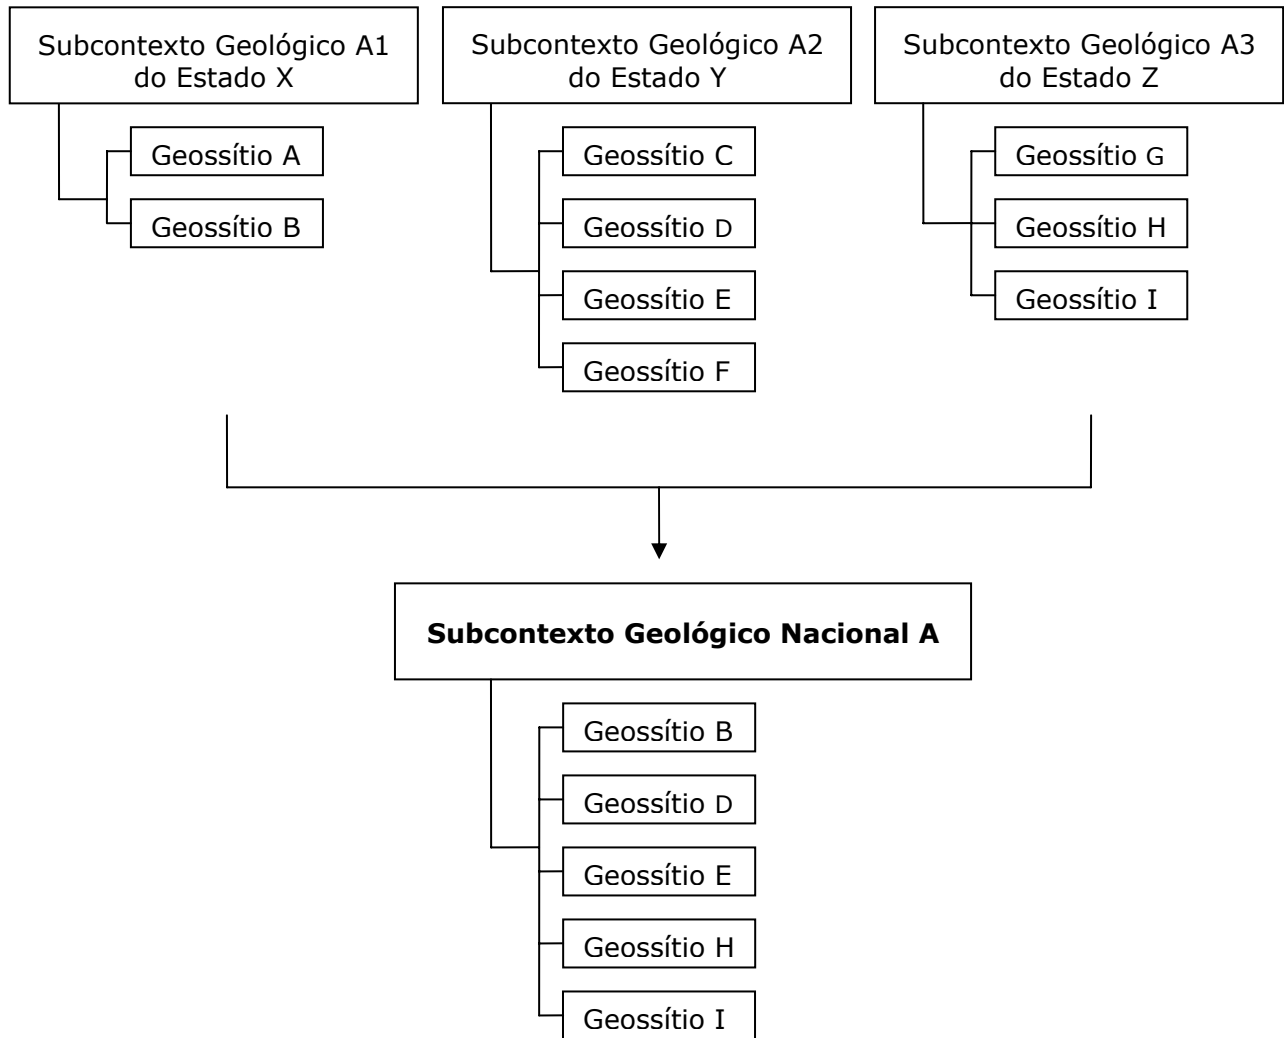 Subcontexto Geológico A1
do Estado X
Geossítio A
Geossítio B
Subcontexto Geológico A2
do Estado Y
Geossítio C
Geossítio D
Geossítio E
Geossítio F
Subcontexto Geológico A3
do Estado Z
Geossítio G
Geossítio H
Geossítio I
Subcontexto Geológico Nacional A
Geossítio B
Geossítio D
Geossítio E
Geossítio H
Geossítio I